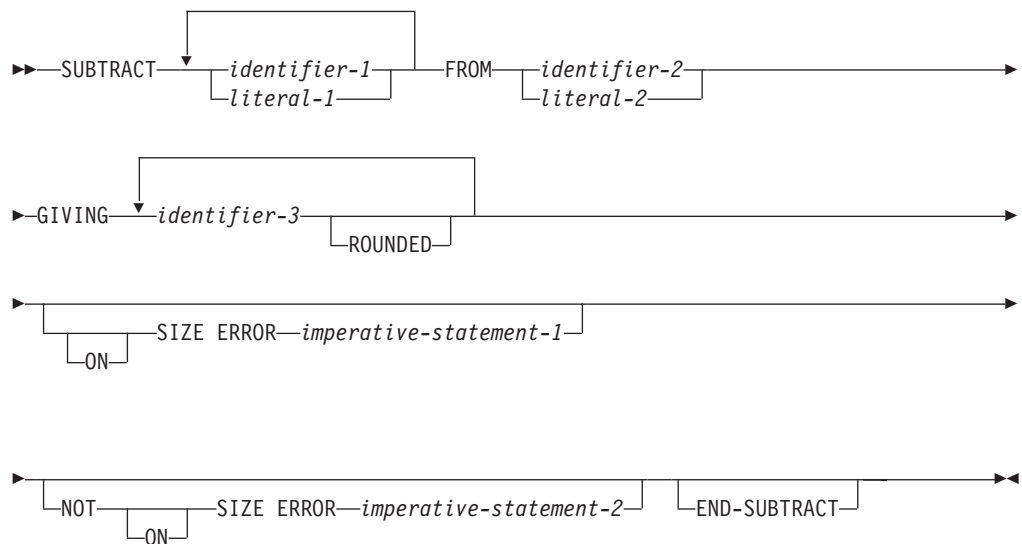 SUBTRACT identifier-1 FROM identifier-2
literal-1 literal-2
GIVING identifier-3
ROUNDED
SIZE ERROR imperative-statement-1
ON
NOT SIZE ERROR imperative-statement-2 END-SUBTRACT
ON